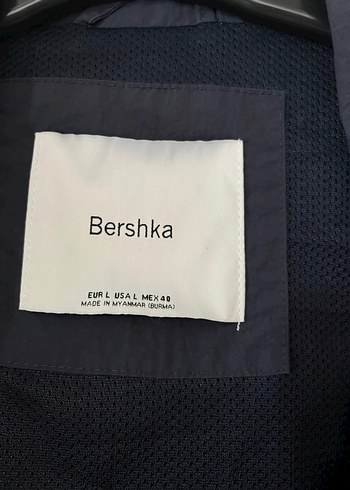 Bershka
EUR L USA L MEX 40
MADE IN MYANMAR (BURMA)